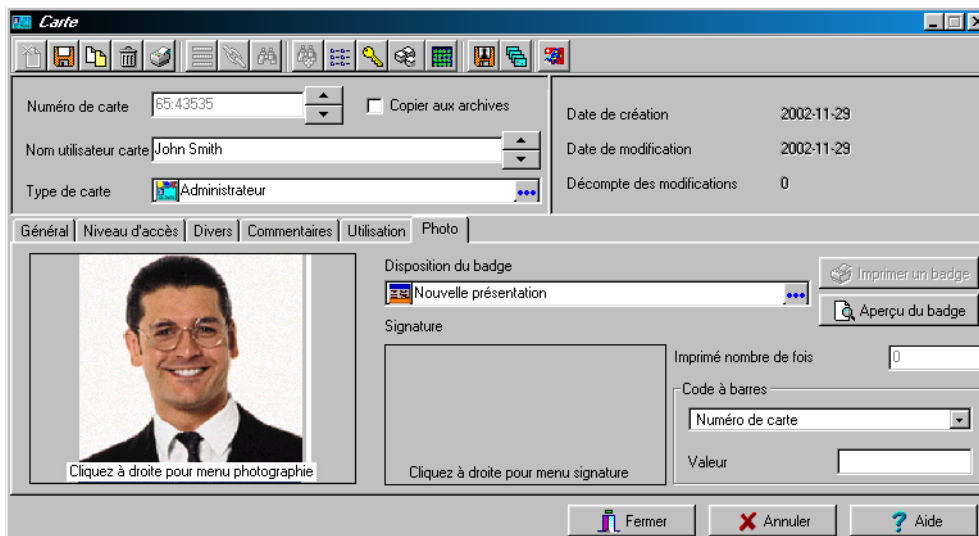 Carte
Numéro de carte 65:43535 Copier aux archives
Nom utilisateur carte John Smith
Type de carte Administrateur
Date de création 2002-11-29
Date de modification 2002-11-29
Décompte des modifications 0
Général Niveau d'accès Divers Commentaires Utilisation Photo
Cliquez à droite pour menu photographie
Disposition du badge
Nouvelle présentation
Signature
Cliquez à droite pour menu signature
Imprimer un badge
Aperçu du badge
Imprimé nombre de fois 0
Code à barres
Numéro de carte
Valeur
Fermer Annuler ? Aide